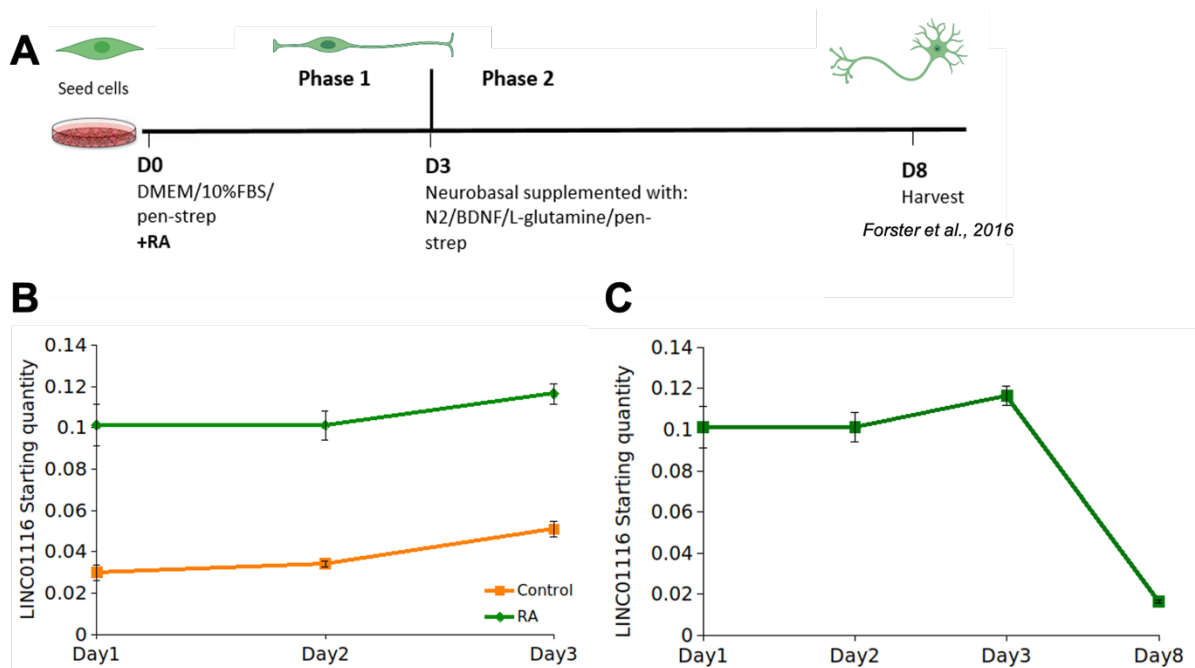 A
Seed cells
Phase 1
Phase 2
D0
DMEM/10%FBS/
pen-strep
+RA
D3
Neurobasal supplemented with:
N2/BDNF/L-glutamine/pen-
strep
D8
Harvest
Forster et al., 2016
B
LINC01116 Starting quantity
0.14
0.12
0.1
0.08
0.06
0.04
0.02
0
Day1
Day2
Day3
Control
RA
C
LINC01116 Starting quantity
0.14
0.12
0.1
0.08
0.06
0.04
0.02
0
Day1
Day2
Day3
Day8